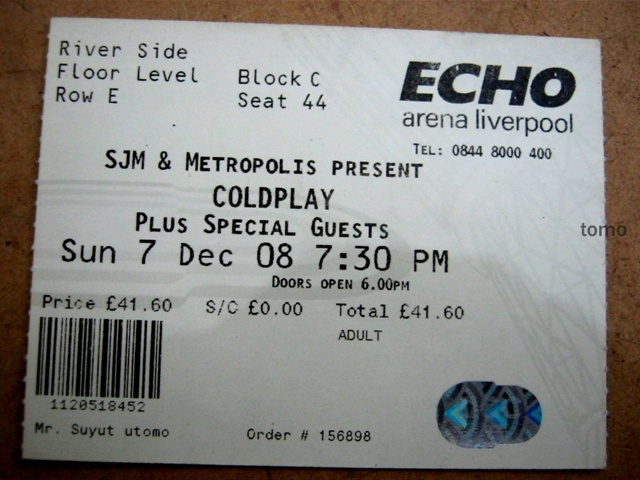 River Side
Floor Level Block C
Row E Seat 44
ECHO
arena liverpool
TEL: 0844 8000 400
SJM & METROPOLIS PRESENT
COLDPLAY
PLUS SPECIAL GUESTS
Sun 7 Dec 08 7:30 PM
DOORS OPEN 6.00PM
Price £41.60 S/C £0.00 Total £41.60
ADULT
1120518452
Mr. Suyut utomo Order # 156898
tomo